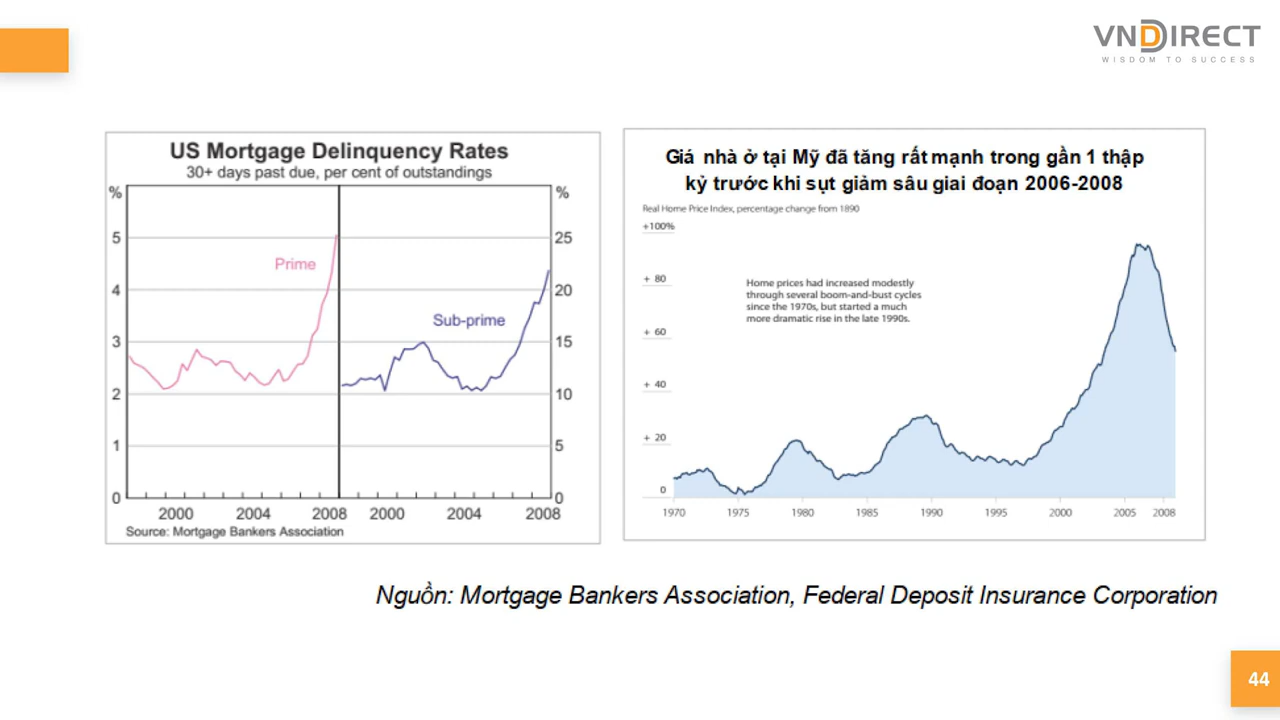 VNDIRECT
WISDOM TO SUCCESS
US Mortgage Delinquency Rates
30+ days past due, per cent of outstandings
%
%
5
25
Prime
4
20
Sub-prime
3
15
2
10
1
5
0
0
2000
2004
2008
2000
2004
2008
Source: Mortgage Bankers Association
Giá nhà ở tại Mỹ đã tăng rất mạnh trong gần 1 thập
kỷ trước khi sụt giảm sâu giai đoạn 2006-2008
Real Home Price Index, percentage change from 1890
+100%
+ 80
Home prices had increased modestly
through several boom-and-bust cycles
since the 1970s, but started a much
more dramatic rise in the late 1990s.
+ 60
+ 40
+ 20
0
1970
1975
1980
1985
1990
1995
2000
2005
2008
Nguồn: Mortgage Bankers Association, Federal Deposit Insurance Corporation
44